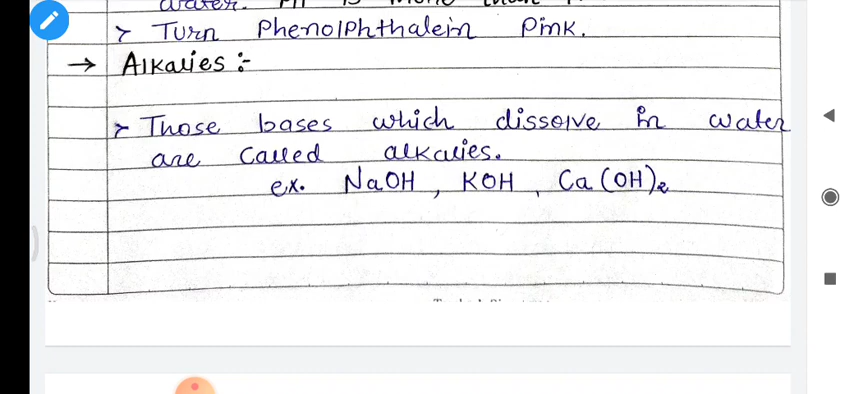 > Turn Phenolphthalein Pink.
→ Alkalies :-
> Those bases which dissolve in water
are called alkalies.
ex. NaOH, KOH, Ca(OH)₂